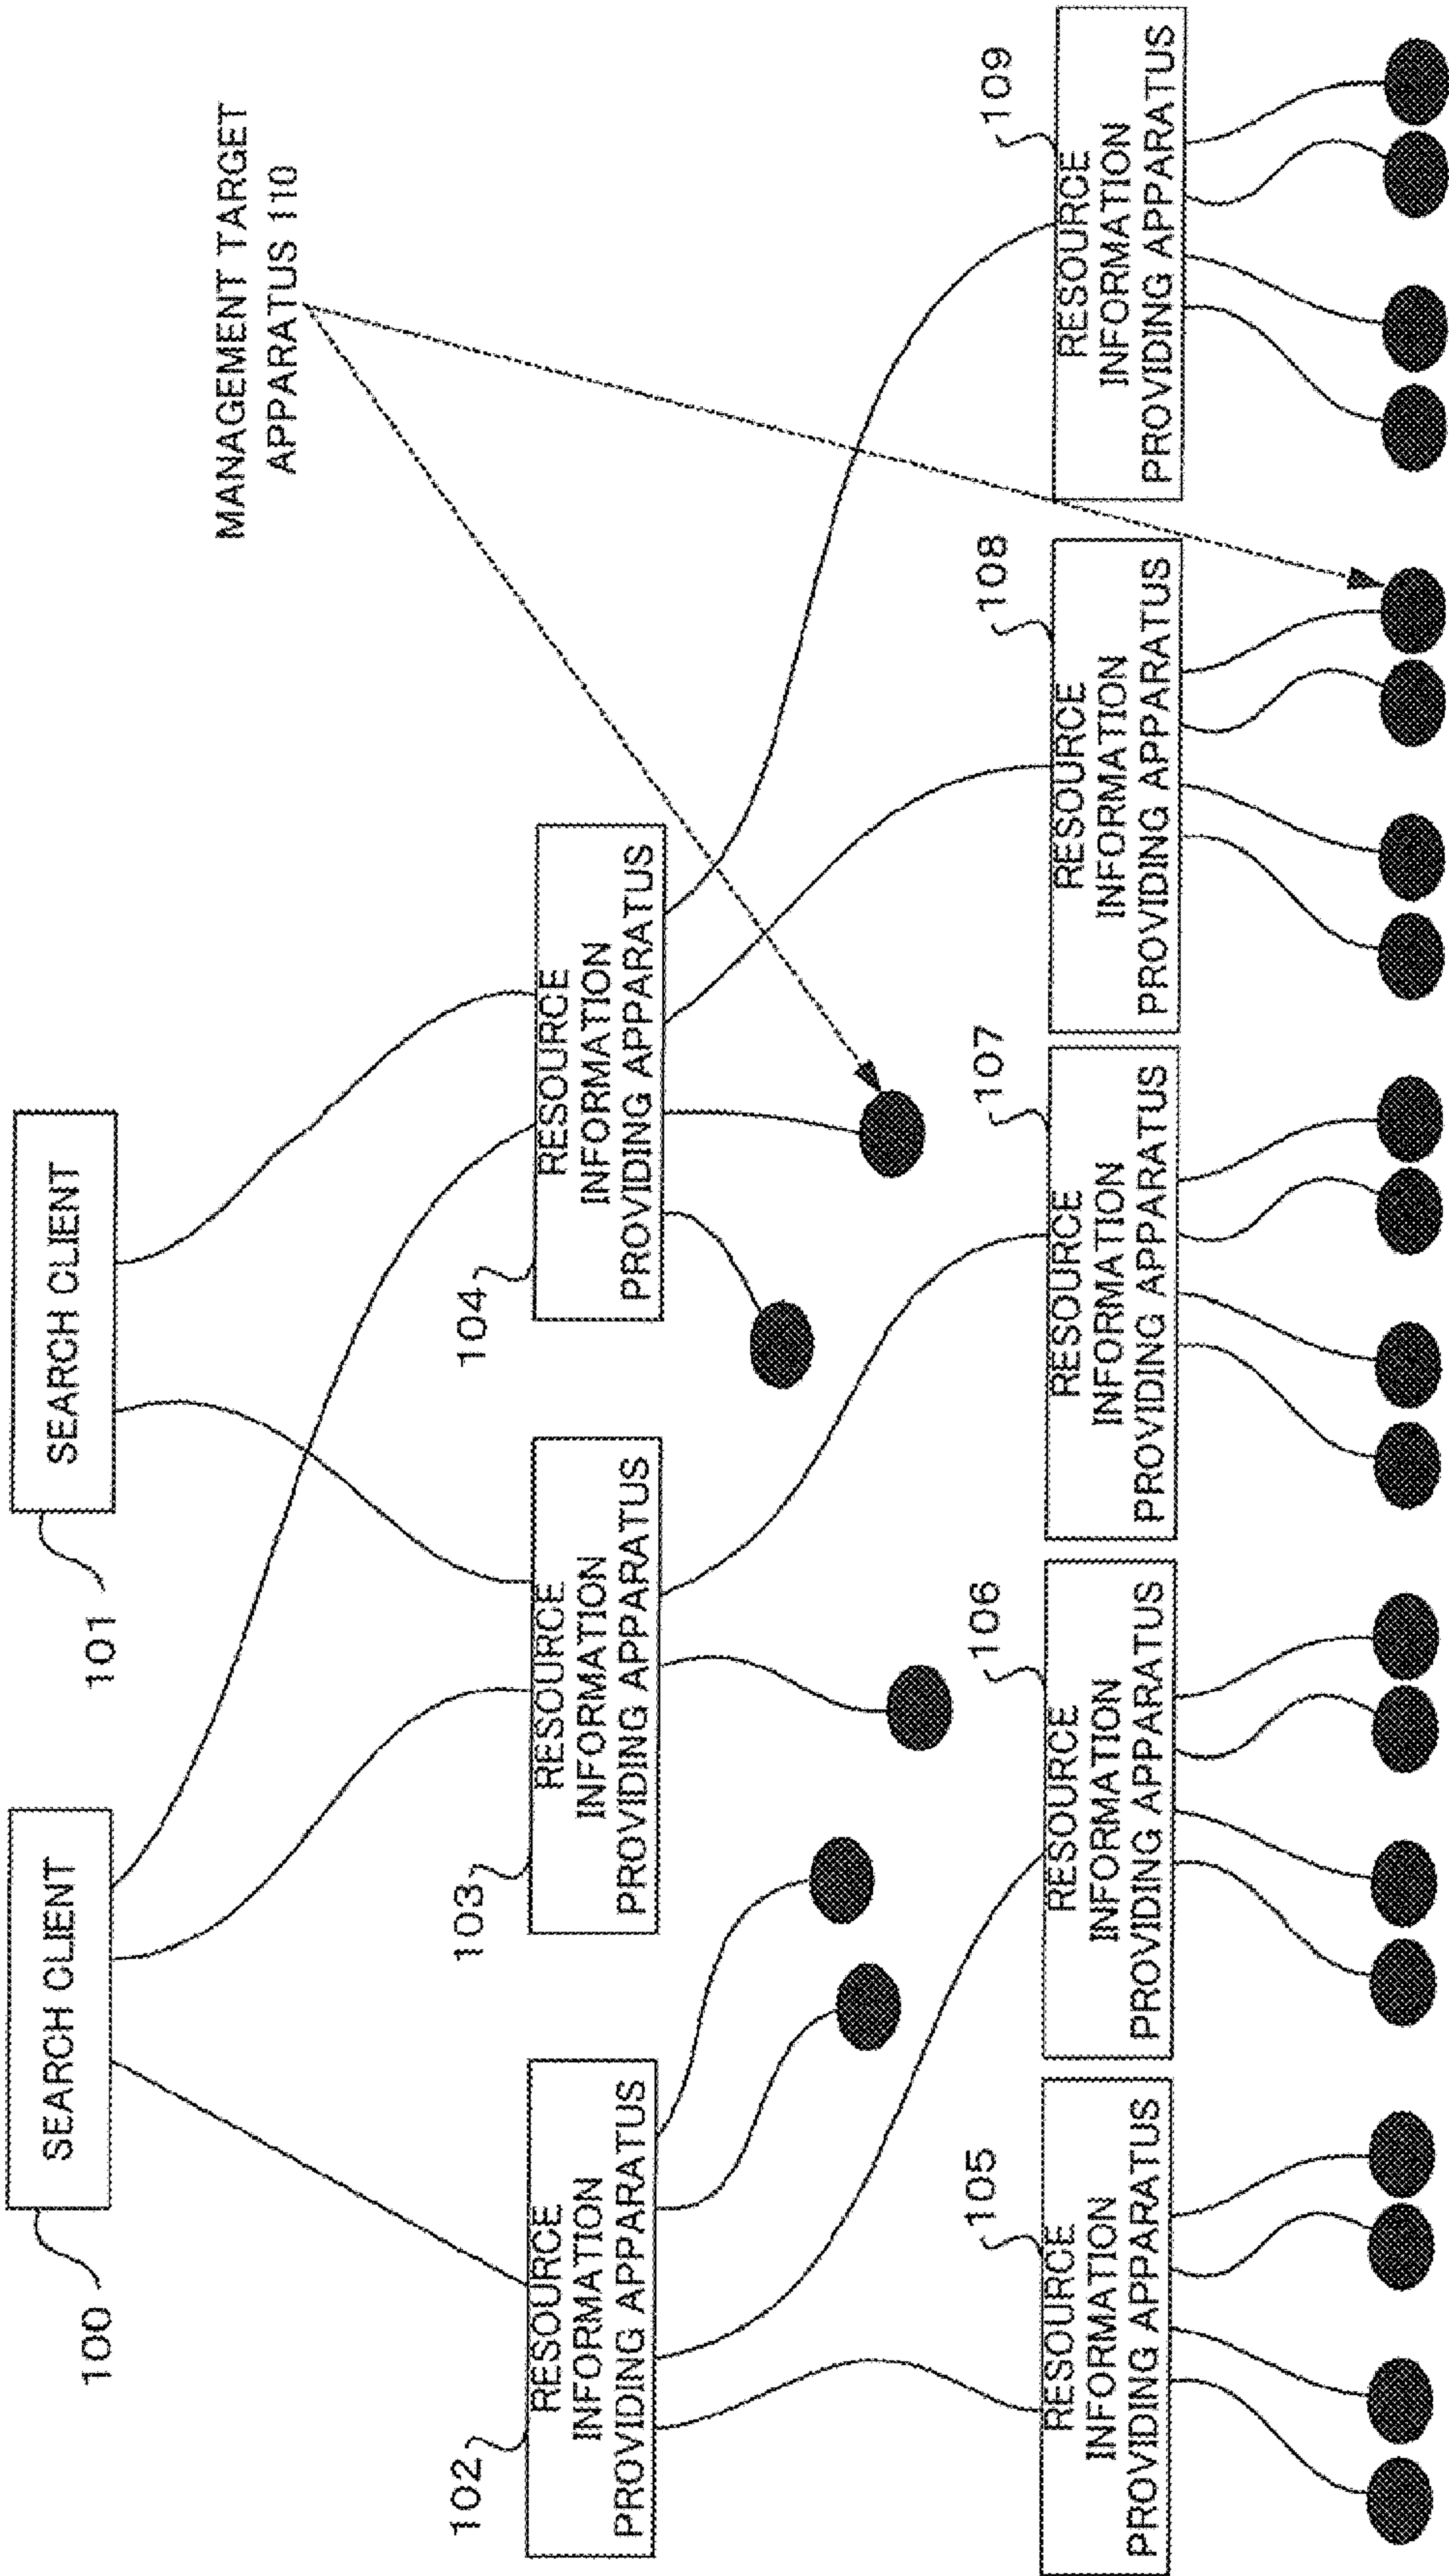 100
SEARCH CLIENT
101
SEARCH CLIENT
MANAGEMENT TARGET
APPARATUS 110
102
RESOURCE
INFORMATION
PROVIDING APPARATUS
103
RESOURCE
INFORMATION
PROVIDING APPARATUS
104
RESOURCE
INFORMATION
PROVIDING APPARATUS
105
RESOURCE
INFORMATION
PROVIDING APPARATUS
106
RESOURCE
INFORMATION
PROVIDING APPARATUS
107
RESOURCE
INFORMATION
PROVIDING APPARATUS
108
RESOURCE
INFORMATION
PROVIDING APPARATUS
109
RESOURCE
INFORMATION
PROVIDING APPARATUS